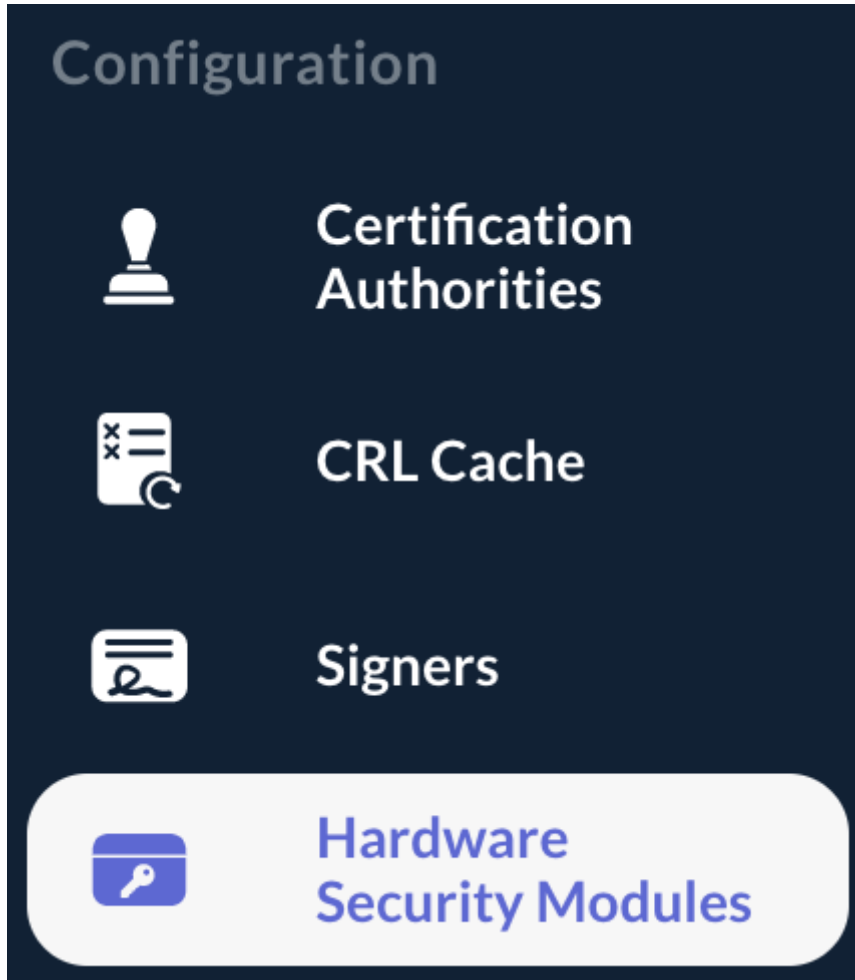 Configuration
Certification
Authorities
CRL Cache
Signers
Hardware
Security Modules